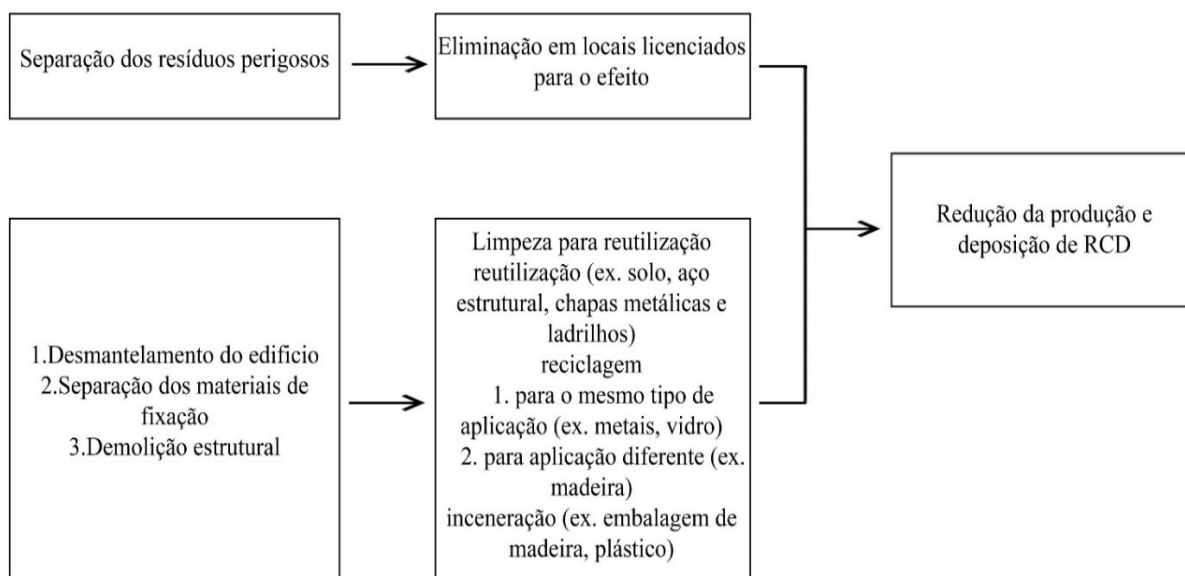 Separação dos resíduos perigosos
Eliminação em locais licenciados
para o efeito
Redução da produção e
deposição de RCD
1.Desmantelamento do edificio
2.Separação dos materiais de
fixação
3.Demolição estrutural
Limpeza para reutilização
reutilização (ex. solo, aço
estrutural, chapas metálicas e
ladrilhos)
reciclagem
1. para o mesmo tipo de
aplicação (ex. metais, vidro)
2. para aplicação diferente (ex.
madeira)
inceneração (ex. embalagem de
madeira, plástico)